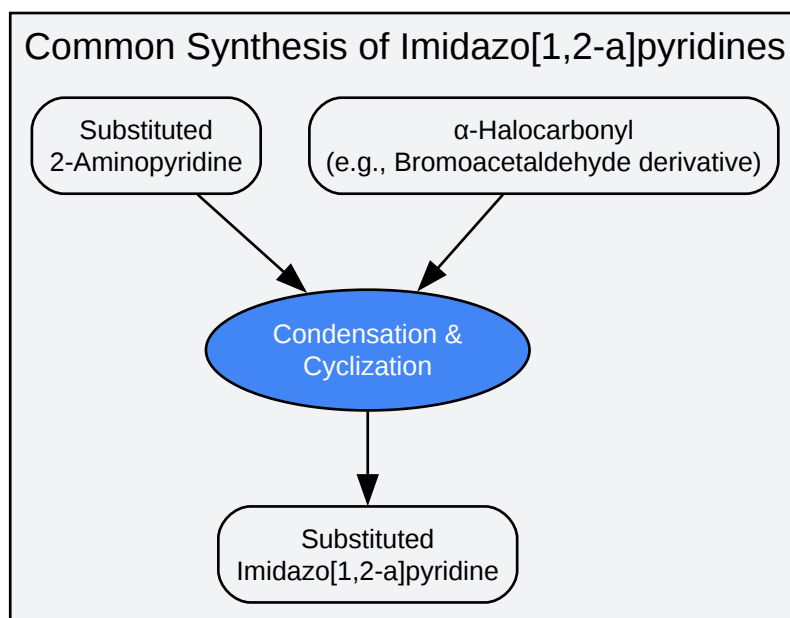 Common Synthesis of Imidazo[1,2-a]pyridines
Substituted
2-Aminopyridine
α-Halocarbonyl
(e.g., Bromoacetaldehyde derivative)
Condensation &
Cyclization
Substituted
Imidazo[1,2-a]pyridine